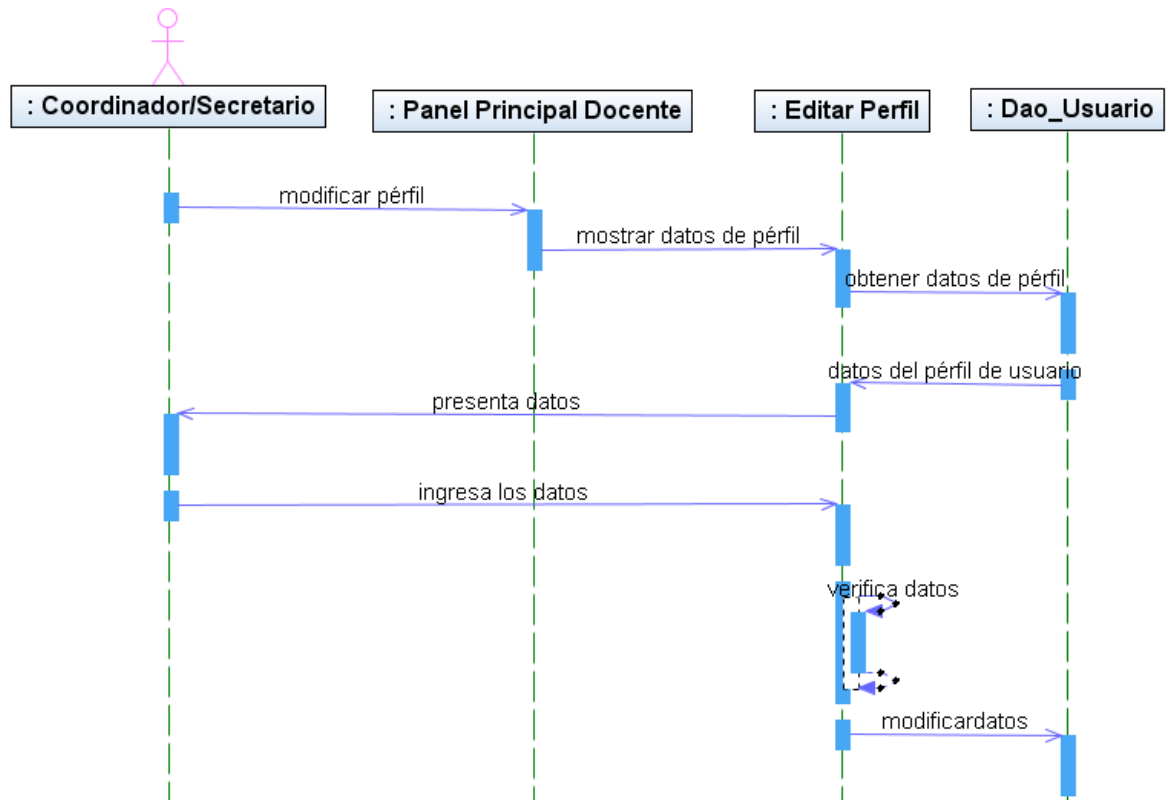 : Coordinador/Secretario
: Panel Principal Docente
: Editar Perfil
: Dao_Usuario
modificar pérfil
mostrar datos de pérfil
obtener datos de pérfil
datos del pérfil de usuario
presenta datos
ingresa los datos
verifica datos
modificardatos